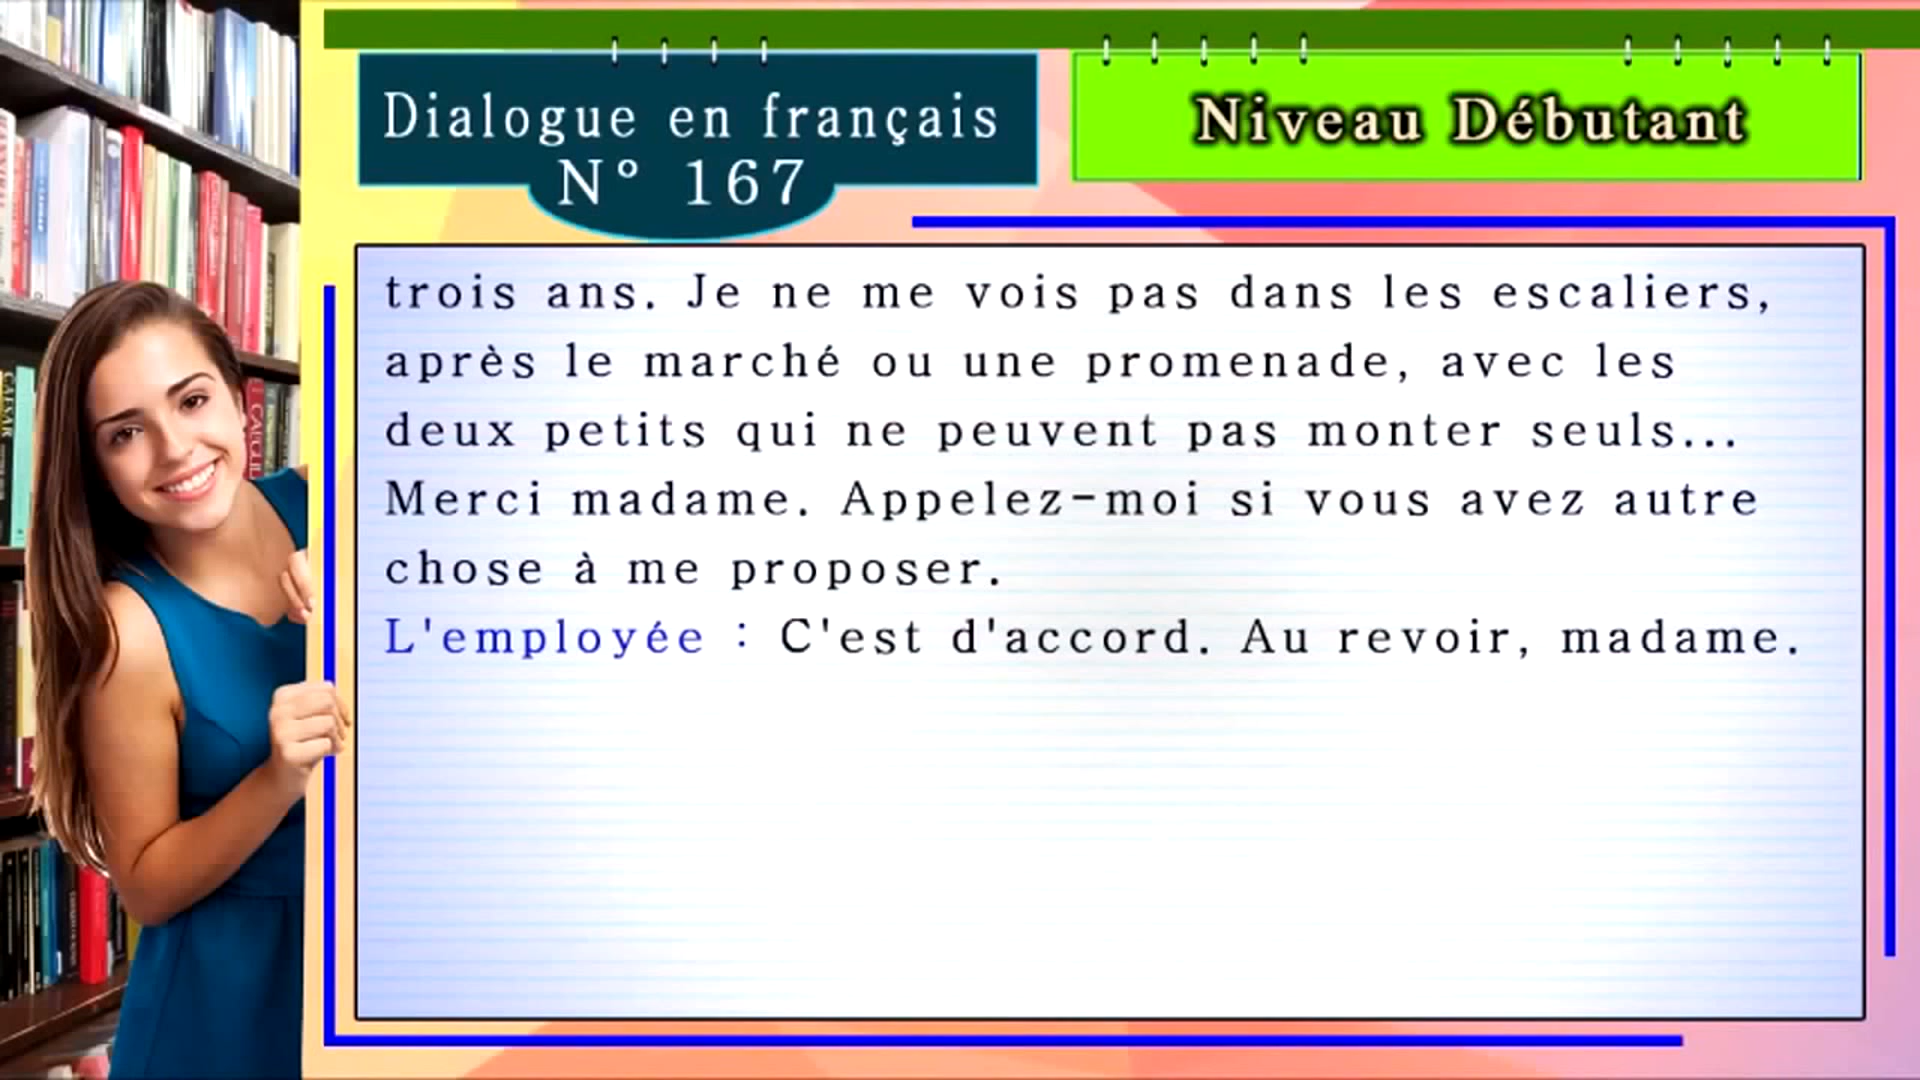 Dialogue en français
N° 167
Niveau Débutant
trois ans. Je ne me vois pas dans les escaliers,
après le marché ou une promenade, avec les
deux petits qui ne peuvent pas monter seuls...
Merci madame. Appelez-moi si vous avez autre
chose à me proposer.
L'employée : C'est d'accord. Au revoir, madame.